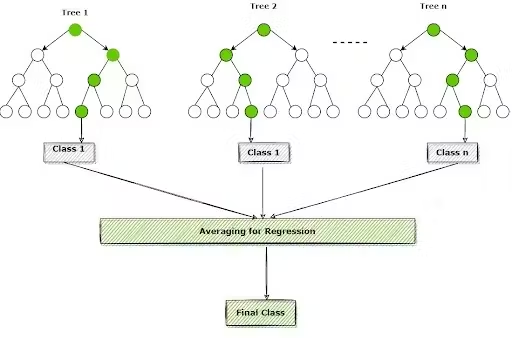 Tree 1
Tree 2
Tree n
Class 1
Class 1
Class n
Averaging for Regression
Final Class